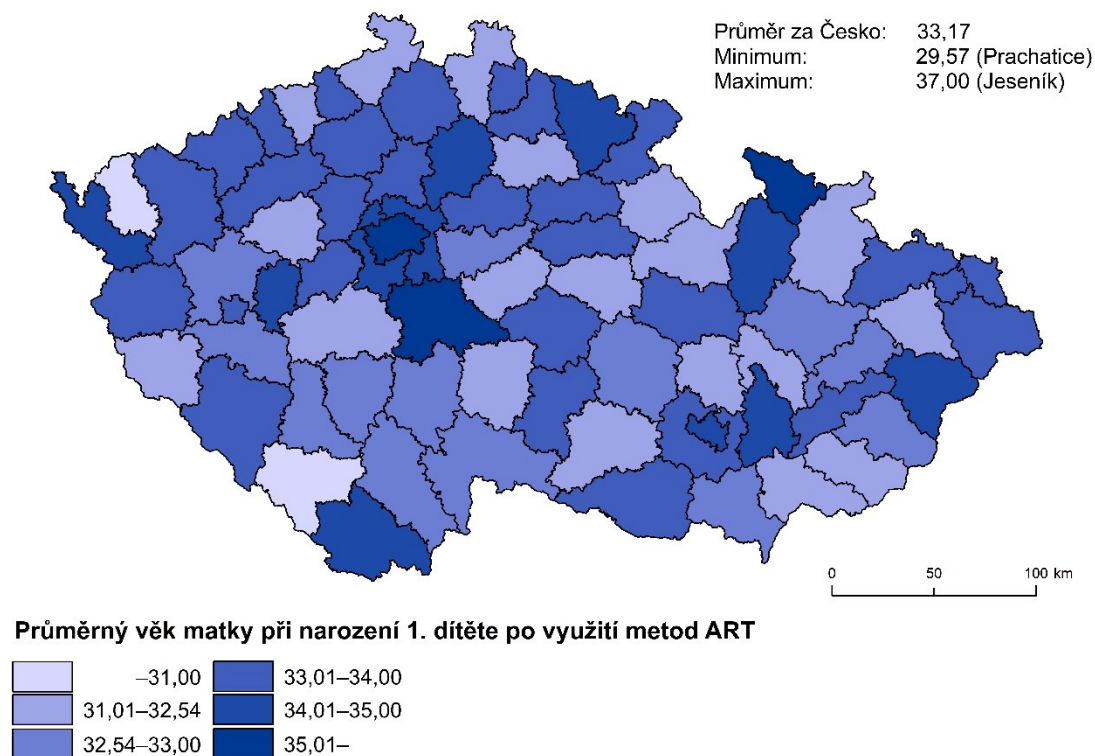 Průměr za Česko: 33,17
Minimum: 29,57 (Prachatice)
Maximum: 37,00 (Jeseník)
0 50 100 km
Průměrný věk matky při narození 1. dítěte po využití metod ART
–31,00 33,01–34,00
31,01–32,54 34,01–35,00
32,54–33,00 35,01–